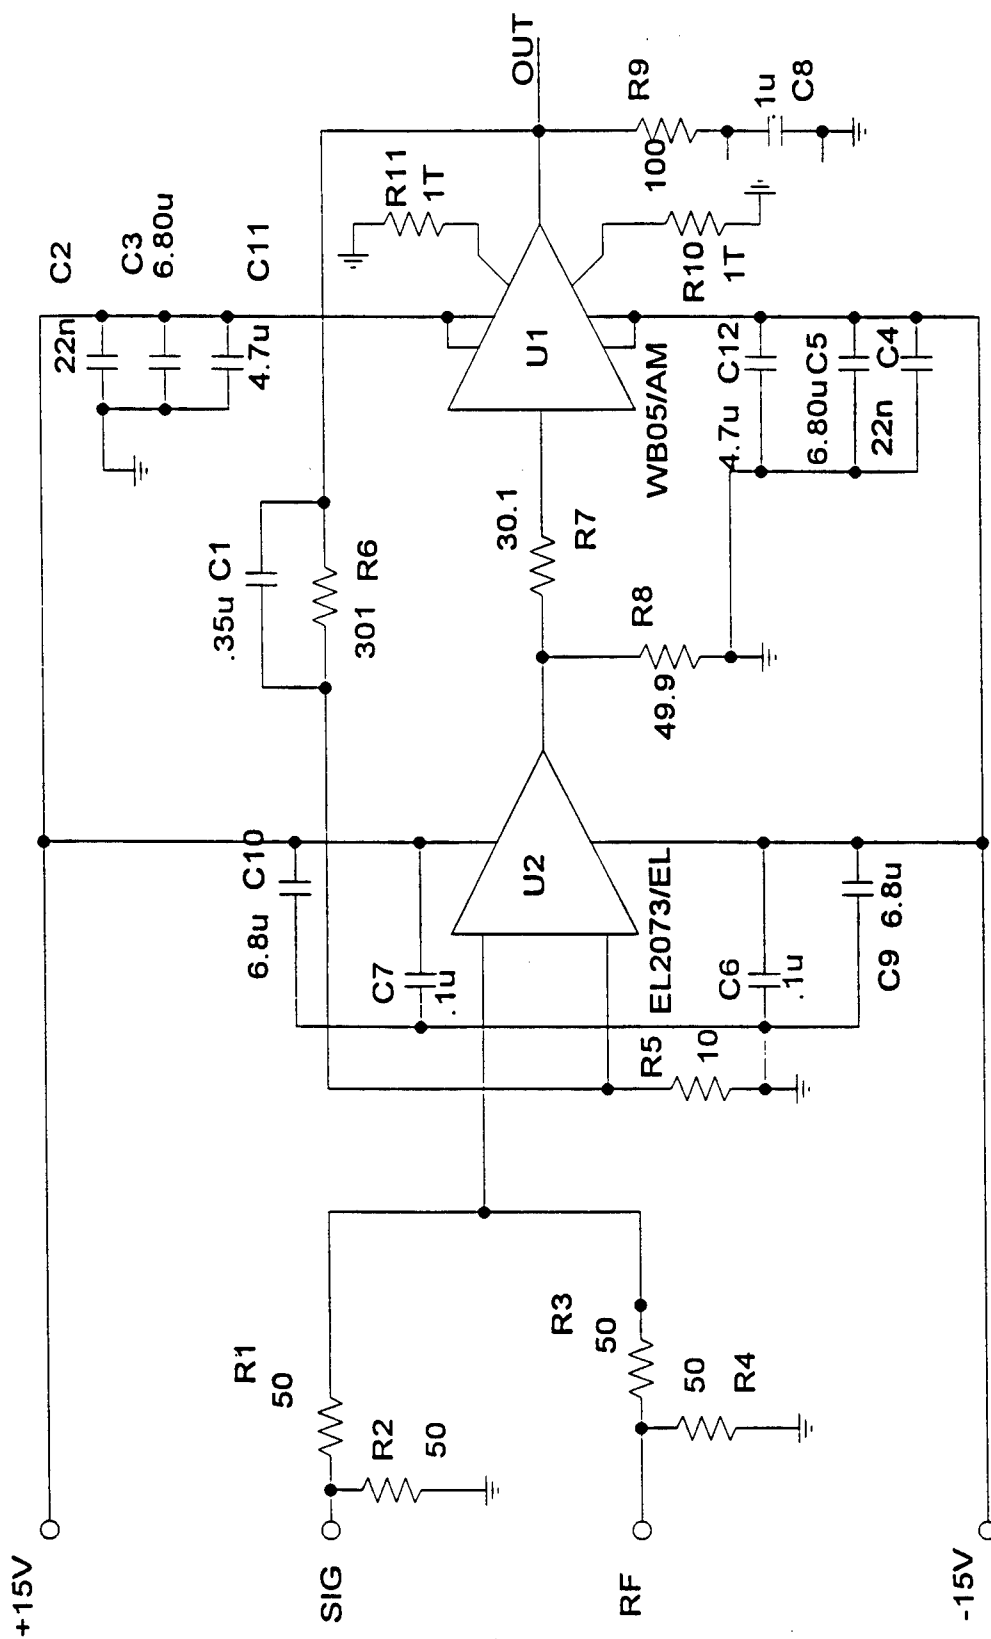 +15V
SIG
RF
-15V
R1
50
R2
50
R3
50
50
R4
C10
6.8u
C7
.1u
U2
EL2073/EL
C6
.1u
C9
6.8u
R5
10
.35u C1
301 R6
30.1
R7
R8
49.9
C2
22n
C3
6.80u
C11
4.7u
U1
WB05/AM
4.7u C12
6.80u C5
22n C4
R11
1T
R10
1T
OUT
R9
100
.1u
C8